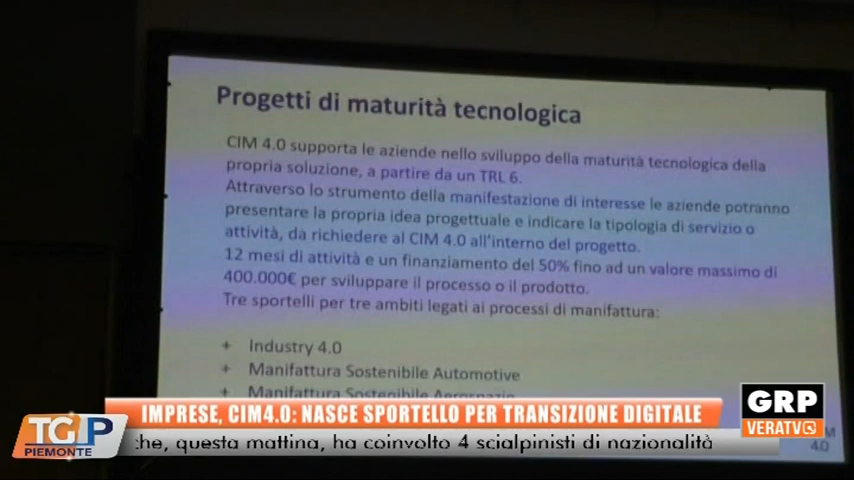 Progetti di maturità tecnologica
CIM 4.0 supporta le aziende nello sviluppo della maturità tecnologica della
propria soluzione, a partire da un TRL 6.
Attraverso lo strumento della manifestazione di interesse le aziende potranno
presentare la propria idea progettuale e indicare la tipologia di servizio o
attività, da richiedere al CIM 4.0 all'interno del progetto.
12 mesi di attività e un finanziamento del 50% fino ad un valore massimo di
400.000€ per sviluppare il processo o il prodotto.
Tre sportelli per tre ambiti legati ai processi di manifattura:
+ Industry 4.0
+ Manifattura Sostenibile Automotive
+ Manifattura Sostenibile Aerospazio
IMPRESE, CIM4.0: NASCE SPORTELLO PER TRANSIZIONE DIGITALE
GRP
VERATV
TGP
PIEMONTE
che, questa mattina, ha coinvolto 4 scialpinisti di nazionalità
4.0